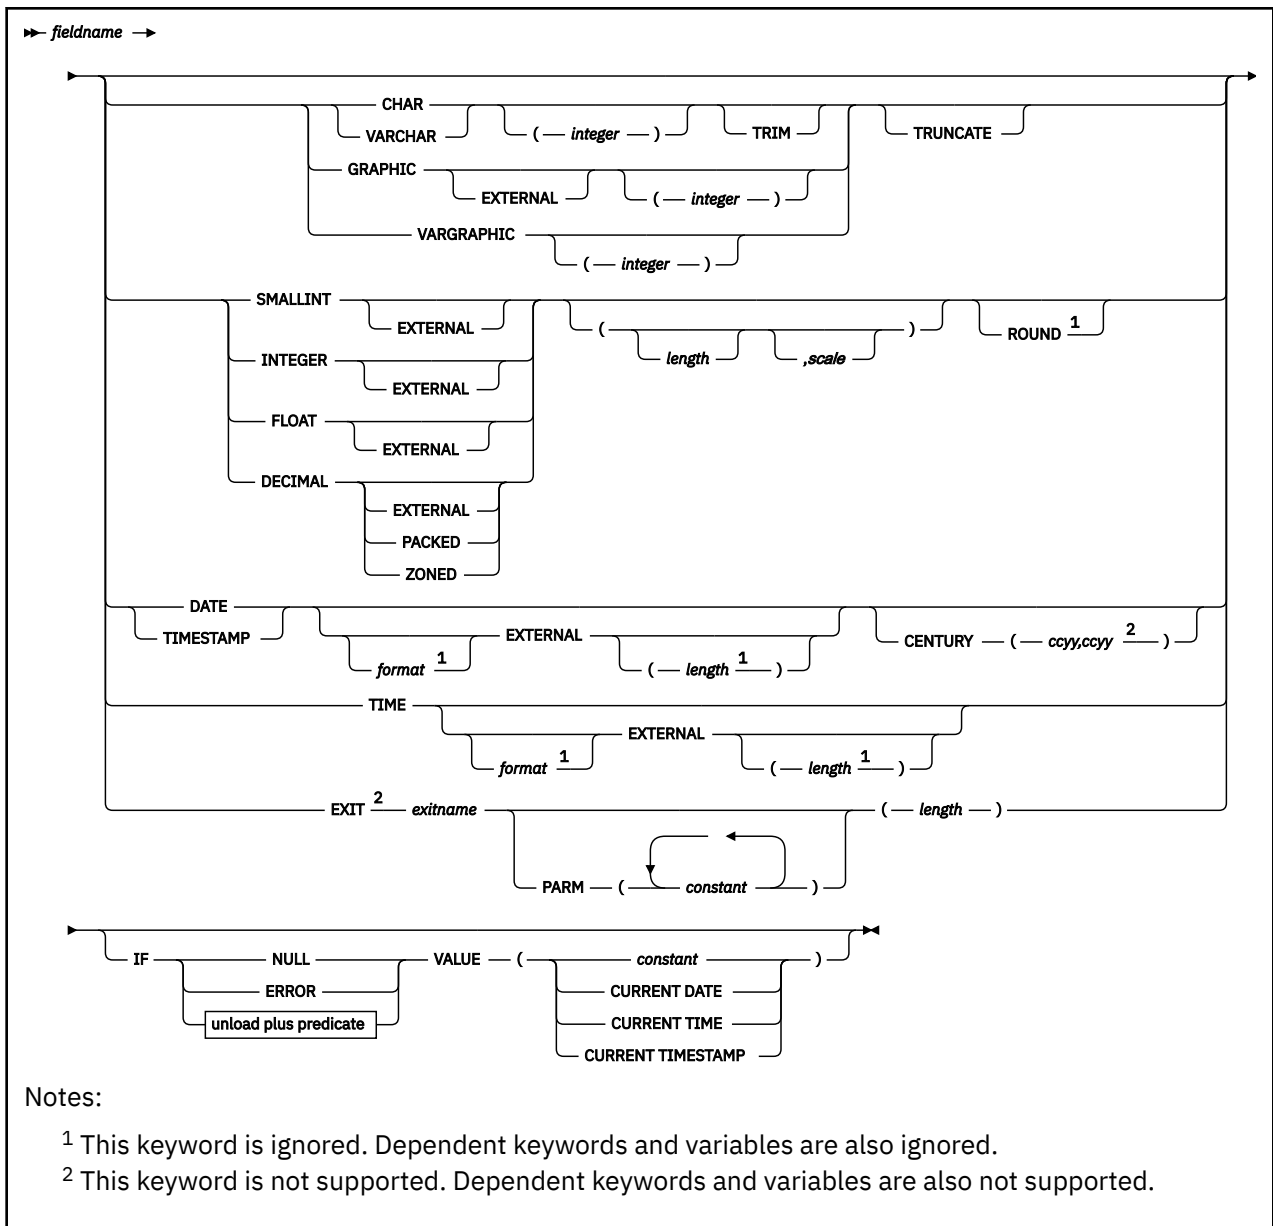 fieldname
CHAR
VARCHAR ( integer ) TRIM TRUNCATE
GRAPHIC
EXTERNAL ( integer )
VARGRAPHIC
( integer )
SMALLINT
EXTERNAL ( length ,scale ) ROUND 1
INTEGER
EXTERNAL
FLOAT
EXTERNAL
DECIMAL
EXTERNAL
PACKED
ZONED
DATE
TIMESTAMP format 1 EXTERNAL ( length 1 ) CENTURY ( ccyy,ccyy 2 )
TIME
format 1 EXTERNAL ( length 1 )
EXIT 2 exitname ( length )
PARM ( constant )
IF NULL VALUE ( constant )
ERROR CURRENT DATE
unload plus predicate CURRENT TIME
CURRENT TIMESTAMP
Notes:
1 This keyword is ignored. Dependent keywords and variables are also ignored.
2 This keyword is not supported. Dependent keywords and variables are also not supported.